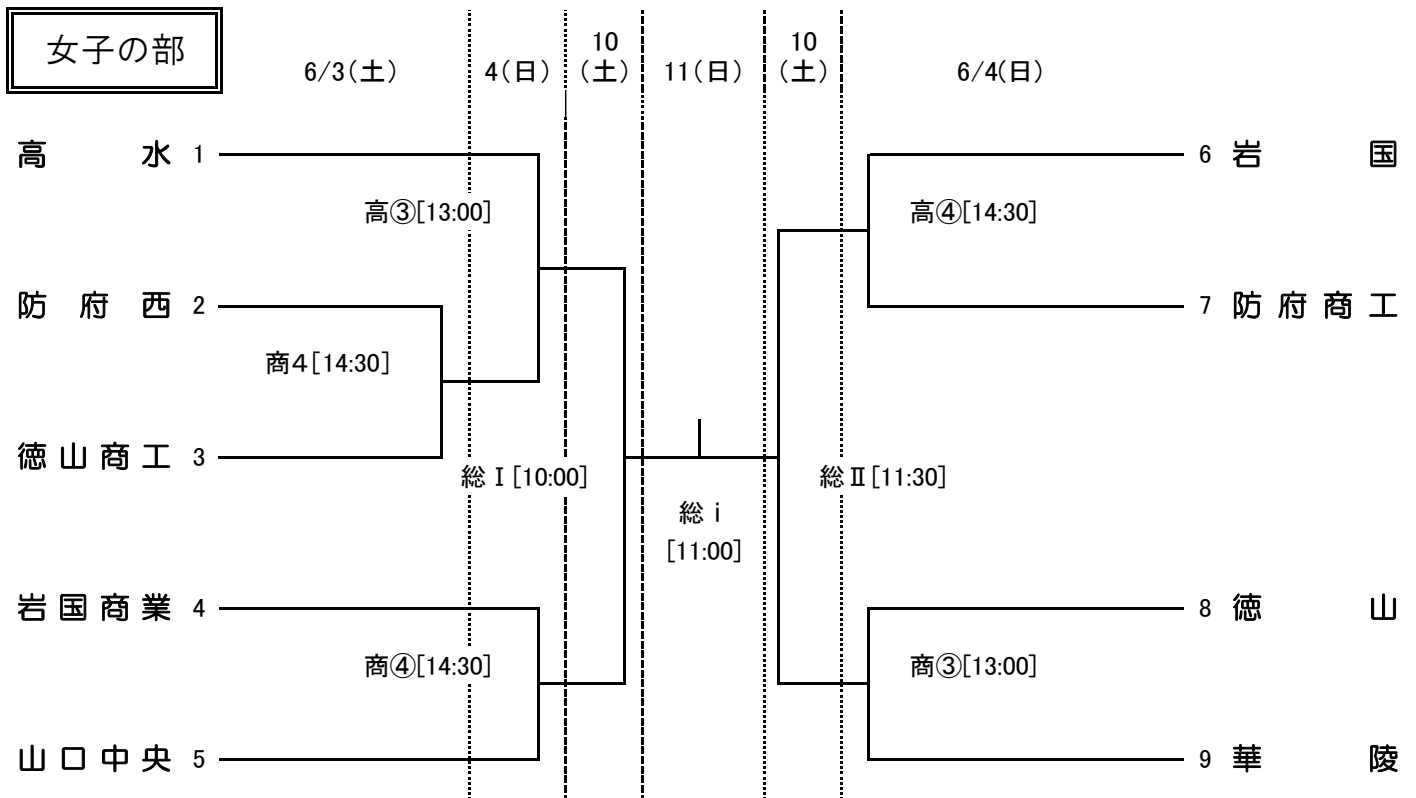 女子の部
6/3(土)
4(日)
10
(土)
11(日)
10
(土)
6/4(日)
高水 1
6 岩国
高③[13:00]
高④[14:30]
防府西 2
7 防府商工
商4[14:30]
徳山商工 3
総Ⅰ[10:00]
総Ⅱ[11:30]
総ⅰ
[11:00]
岩国商業 4
8 徳山
商④[14:30]
商③[13:00]
山口中央 5
9 華陵